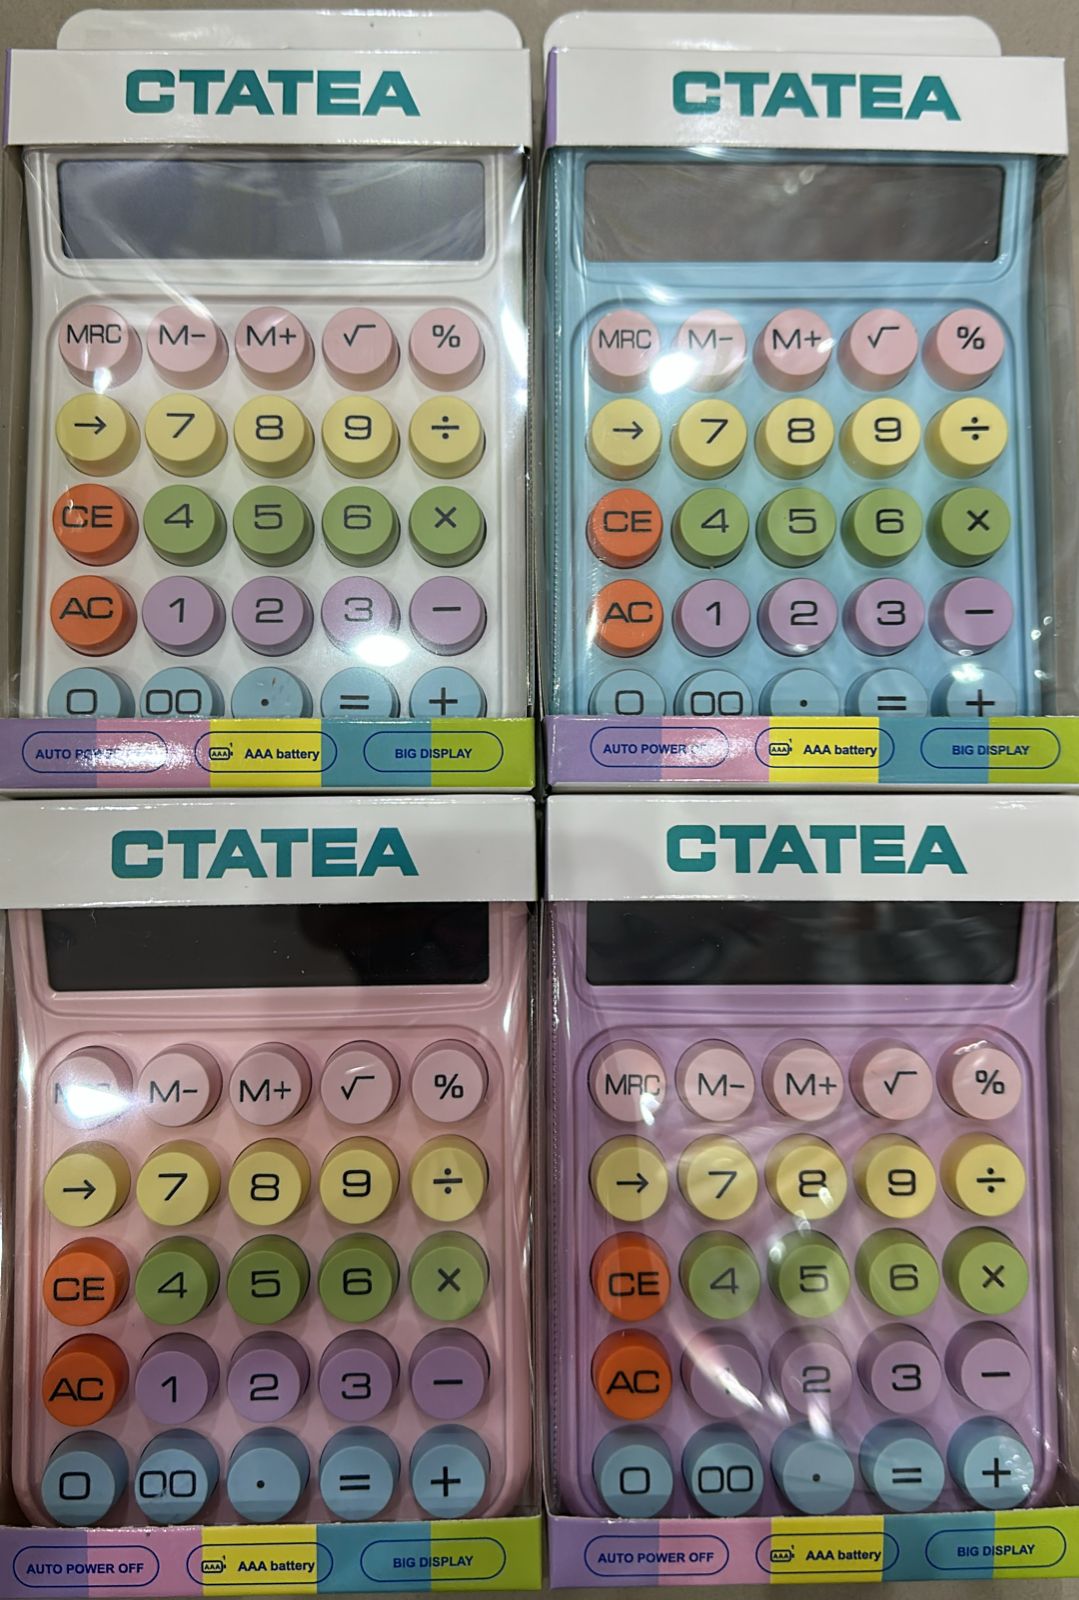 CTATEA
MRC M- M+ √ %
→ 7 8 9 ÷
CE 4 5 6 ×
AC 1 2 3 −
0 00 . = +
AUTO AAA battery BIG DISPLAY
CTATEA
MRC M- M+ √ %
→ 7 8 9 ÷
CE 4 5 6 ×
AC 1 2 3 −
0 00 . = +
AUTO POWER AAA battery BIG DISPLAY
CTATEA
M- M+ √ %
→ 7 8 9 ÷
CE 4 5 6 ×
AC 1 2 3 −
0 00 . = +
AUTO POWER OFF AAA battery BIG DISPLAY
CTATEA
MRC M- M+ √ %
→ 7 8 9 ÷
CE 4 5 6 ×
AC 1 2 3 −
0 00 . = +
AUTO POWER OFF AAA battery BIG DISPLAY